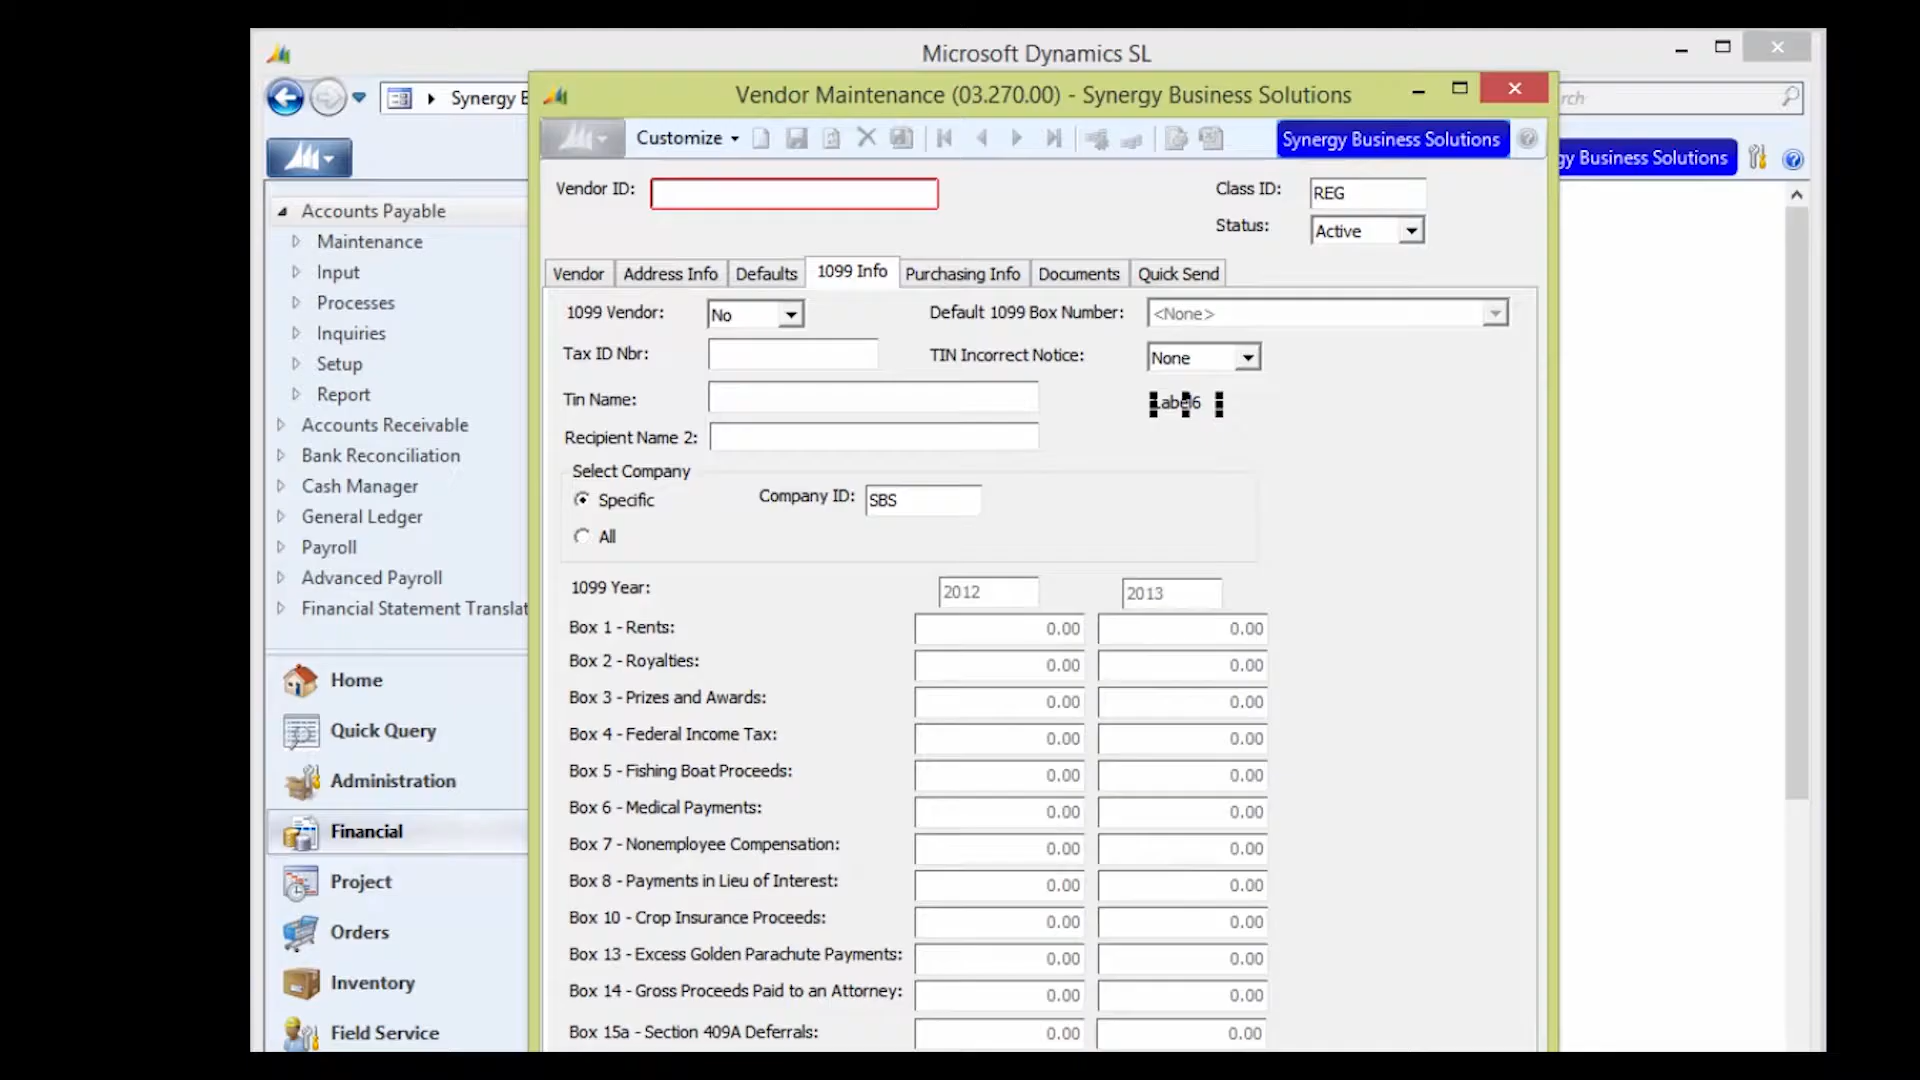 Microsoft Dynamics SL
Synergy B
rch
Vendor Maintenance (03.270.00) - Synergy Business Solutions
Customize
Synergy Business Solutions
gy Business Solutions
Accounts Payable
Maintenance
Input
Processes
Inquiries
Setup
Report
Accounts Receivable
Bank Reconciliation
Cash Manager
General Ledger
Payroll
Advanced Payroll
Financial Statement Translat
Home
Quick Query
Administration
Financial
Project
Orders
Inventory
Field Service
Vendor ID:
Class ID: REG
Status: Active
Vendor Address Info Defaults 1099 Info Purchasing Info Documents Quick Send
1099 Vendor: No Default 1099 Box Number: <None>
Tax ID Nbr: TIN Incorrect Notice: None
Tin Name: Label6
Recipient Name 2:
Select Company
Specific Company ID: SBS
All
1099 Year: 2012 2013
Box 1 - Rents: 0.00 0.00
Box 2 - Royalties: 0.00 0.00
Box 3 - Prizes and Awards: 0.00 0.00
Box 4 - Federal Income Tax: 0.00 0.00
Box 5 - Fishing Boat Proceeds: 0.00 0.00
Box 6 - Medical Payments: 0.00 0.00
Box 7 - Nonemployee Compensation: 0.00 0.00
Box 8 - Payments in Lieu of Interest: 0.00 0.00
Box 10 - Crop Insurance Proceeds: 0.00 0.00
Box 13 - Excess Golden Parachute Payments: 0.00 0.00
Box 14 - Gross Proceeds Paid to an Attorney: 0.00 0.00
Box 15a - Section 409A Deferrals: 0.00 0.00